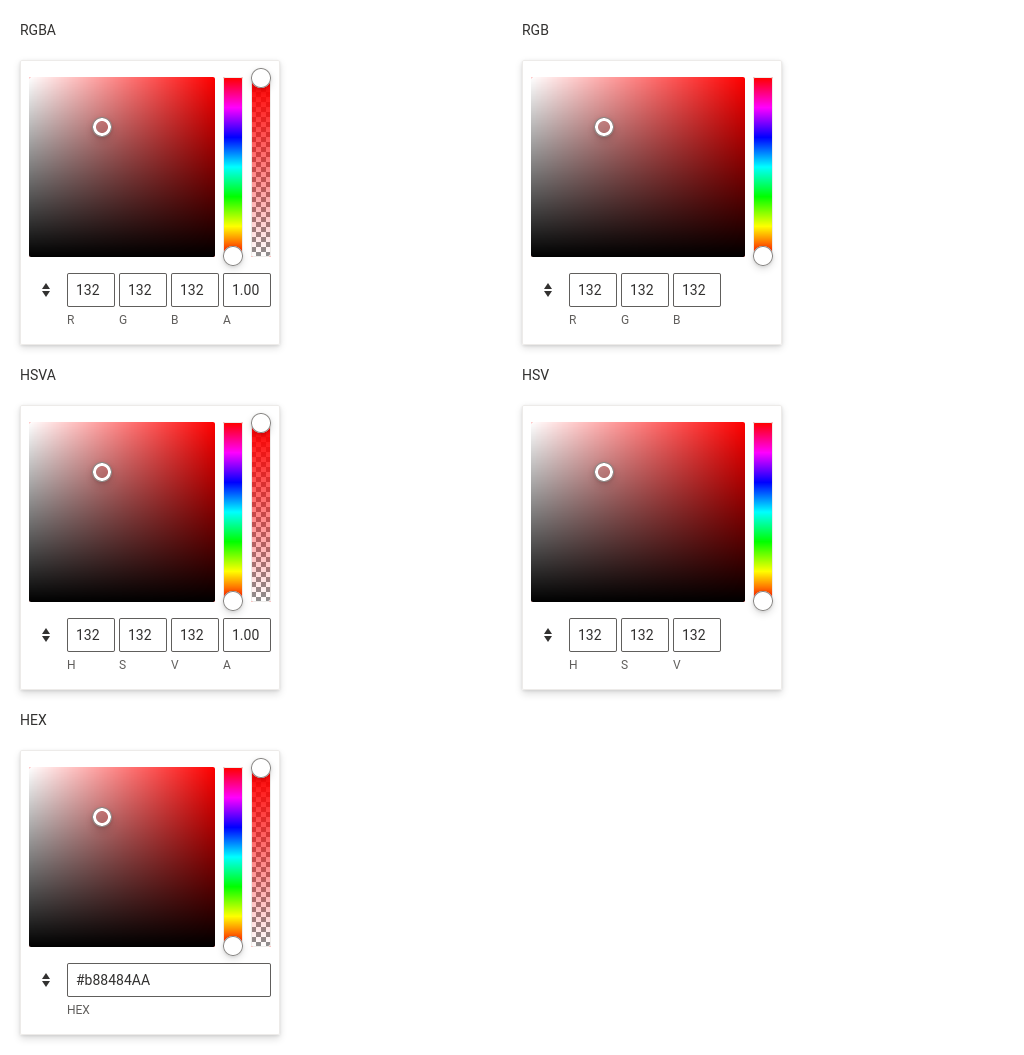 RGBA
132 132 132 1.00
R G B A
RGB
132 132 132
R G B
HSVA
132 132 132 1.00
H S V A
HSV
132 132 132
H S V
HEX
#b88484AA
HEX